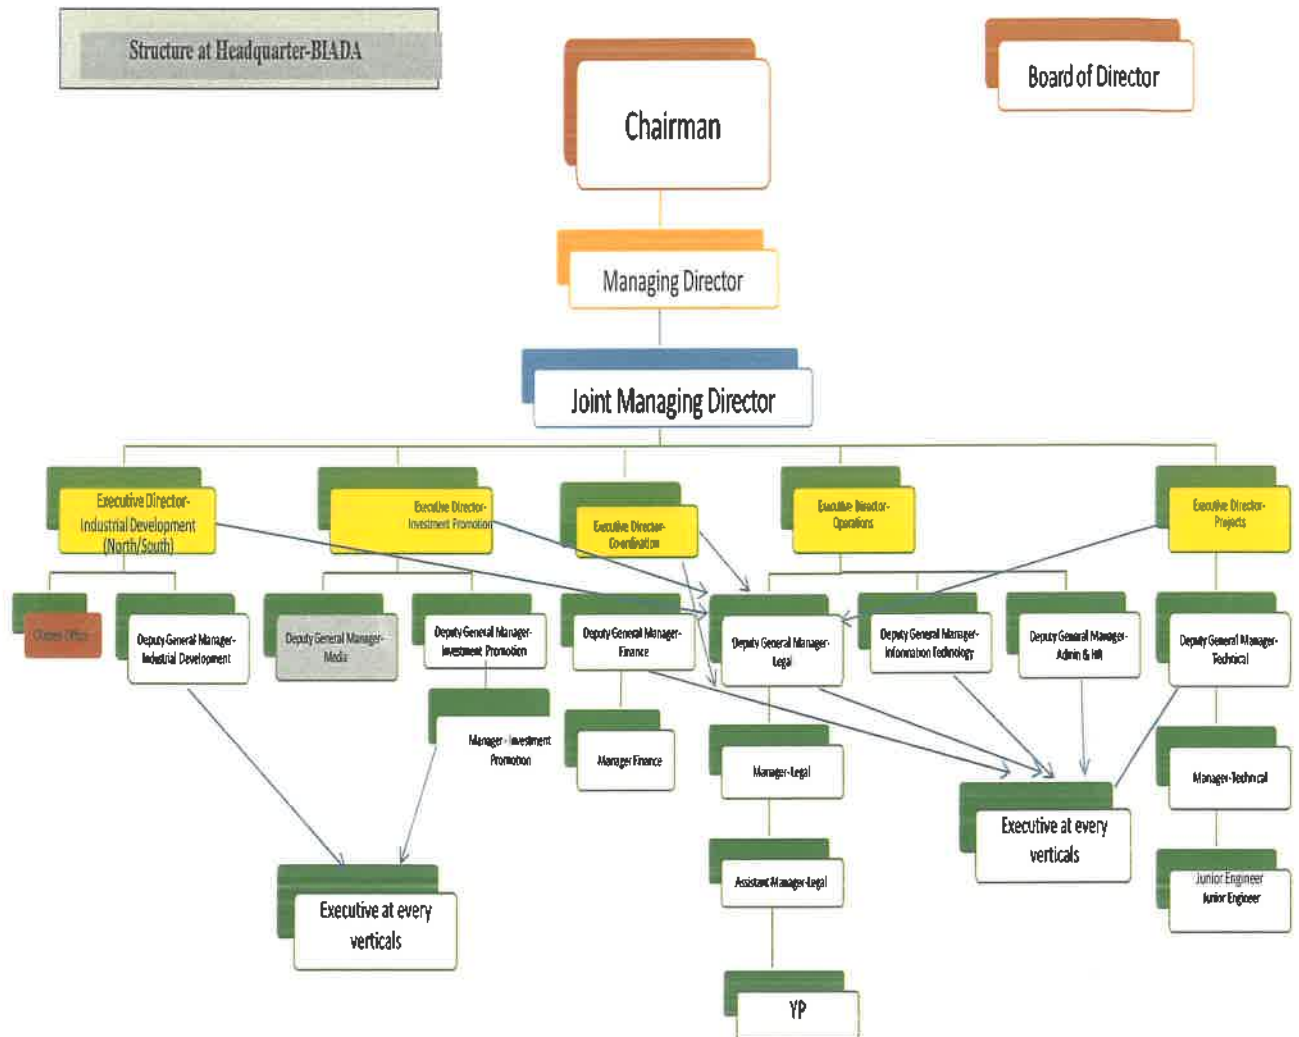 Structure at Headquarter-BIADA
Board of Director
Chairman
Managing Director
Joint Managing Director
Executive Director-
Industrial Development
(North/South)
Executive Director-
Investment Promotion
Executive Director-
Co-ordination
Executive Director-
Operations
Executive Director-
Projects
Cluster Office
Deputy General Manager-
Industrial Development
Deputy General Manager-
Media
Deputy General Manager-
Investment Promotion
Deputy General Manager-
Finance
Deputy General Manager-
Legal
Deputy General Manager-
Information Technology
Deputy General Manager-
Admin & HR
Deputy General Manager-
Technical
Manager - Investment
Promotion
Manager Finance
Manager-Legal
Manager-Technical
Executive at every
verticals
Assistant Manager-Legal
Junior Engineer
Junior Engineer
Executive at every
verticals
YP